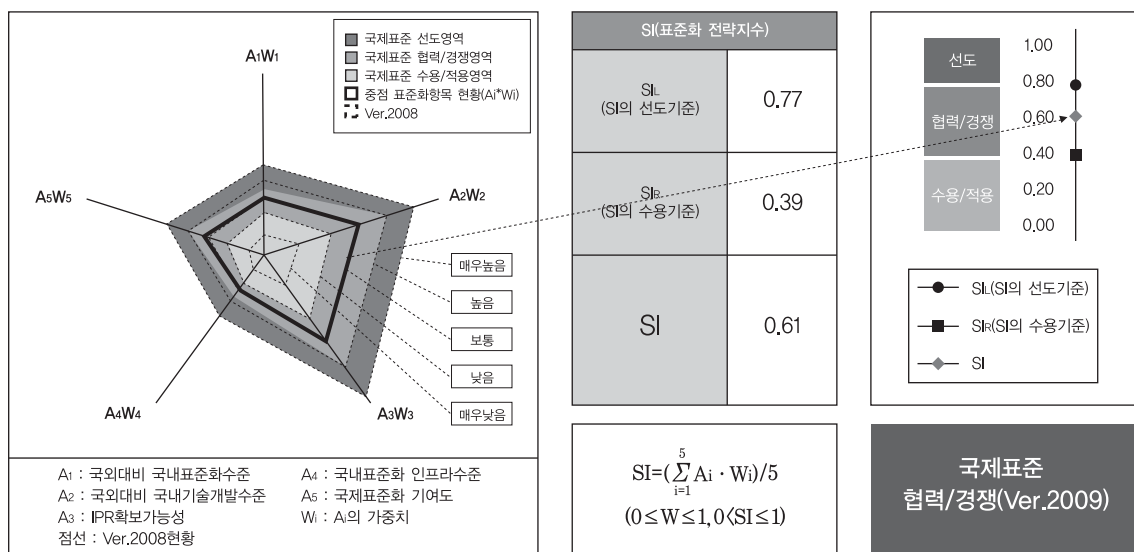 국제표준 선도영역
국제표준 협력/경쟁영역
국제표준 수용/적용영역
중점 표준화항목 현황(Ai*Wi)
Ver.2008
A1W1
A2W2
A5W5
A4W4
A3W3
매우높음
높음
보통
낮음
매우낮음
A1 : 국외대비 국내표준화수준
A2 : 국외대비 국내기술개발수준
A3 : IPR확보가능성
점선 : Ver.2008현황
A4 : 국내표준화 인프라수준
A5 : 국제표준화 기여도
Wi : Ai의 가중치
SI(표준화 전략지수)
SIL
(SI의 선도기준)
0.77
SIR
(SI의 수용기준)
0.39
SI
0.61
SI=(∑Ai · Wi)/5
5
i=1
(0≤W≤1, 0<SI≤1)
선도
협력/경쟁
수용/적용
1.00
0.80
0.60
0.40
0.20
0.00
SIL(SI의 선도기준)
SIR(SI의 수용기준)
SI
국제표준
협력/경쟁(Ver.2009)